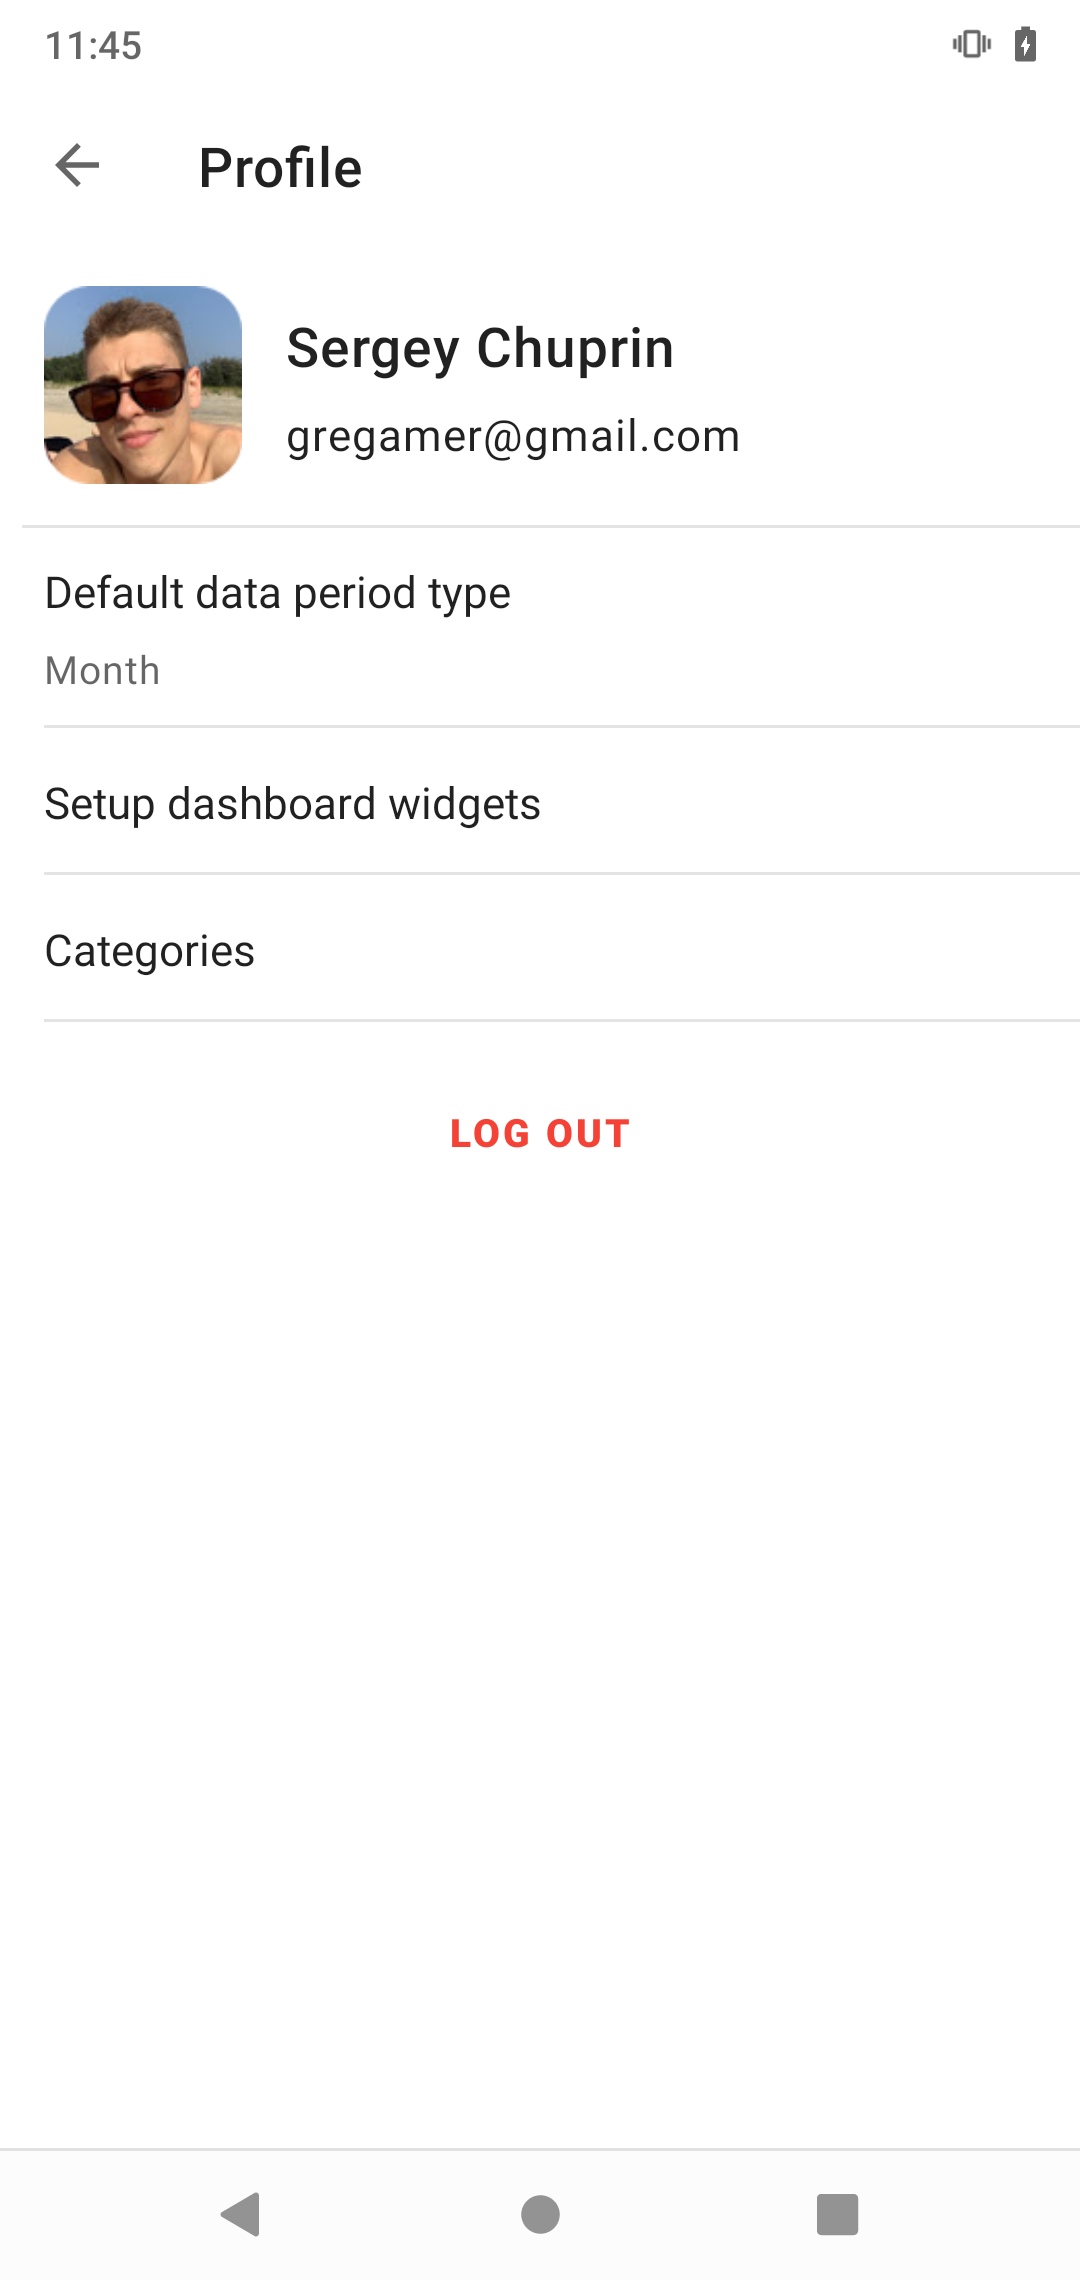 11:45
Profile
Sergey Chuprin
gregamer@gmail.com
Default data period type
Month
Setup dashboard widgets
Categories
LOG OUT